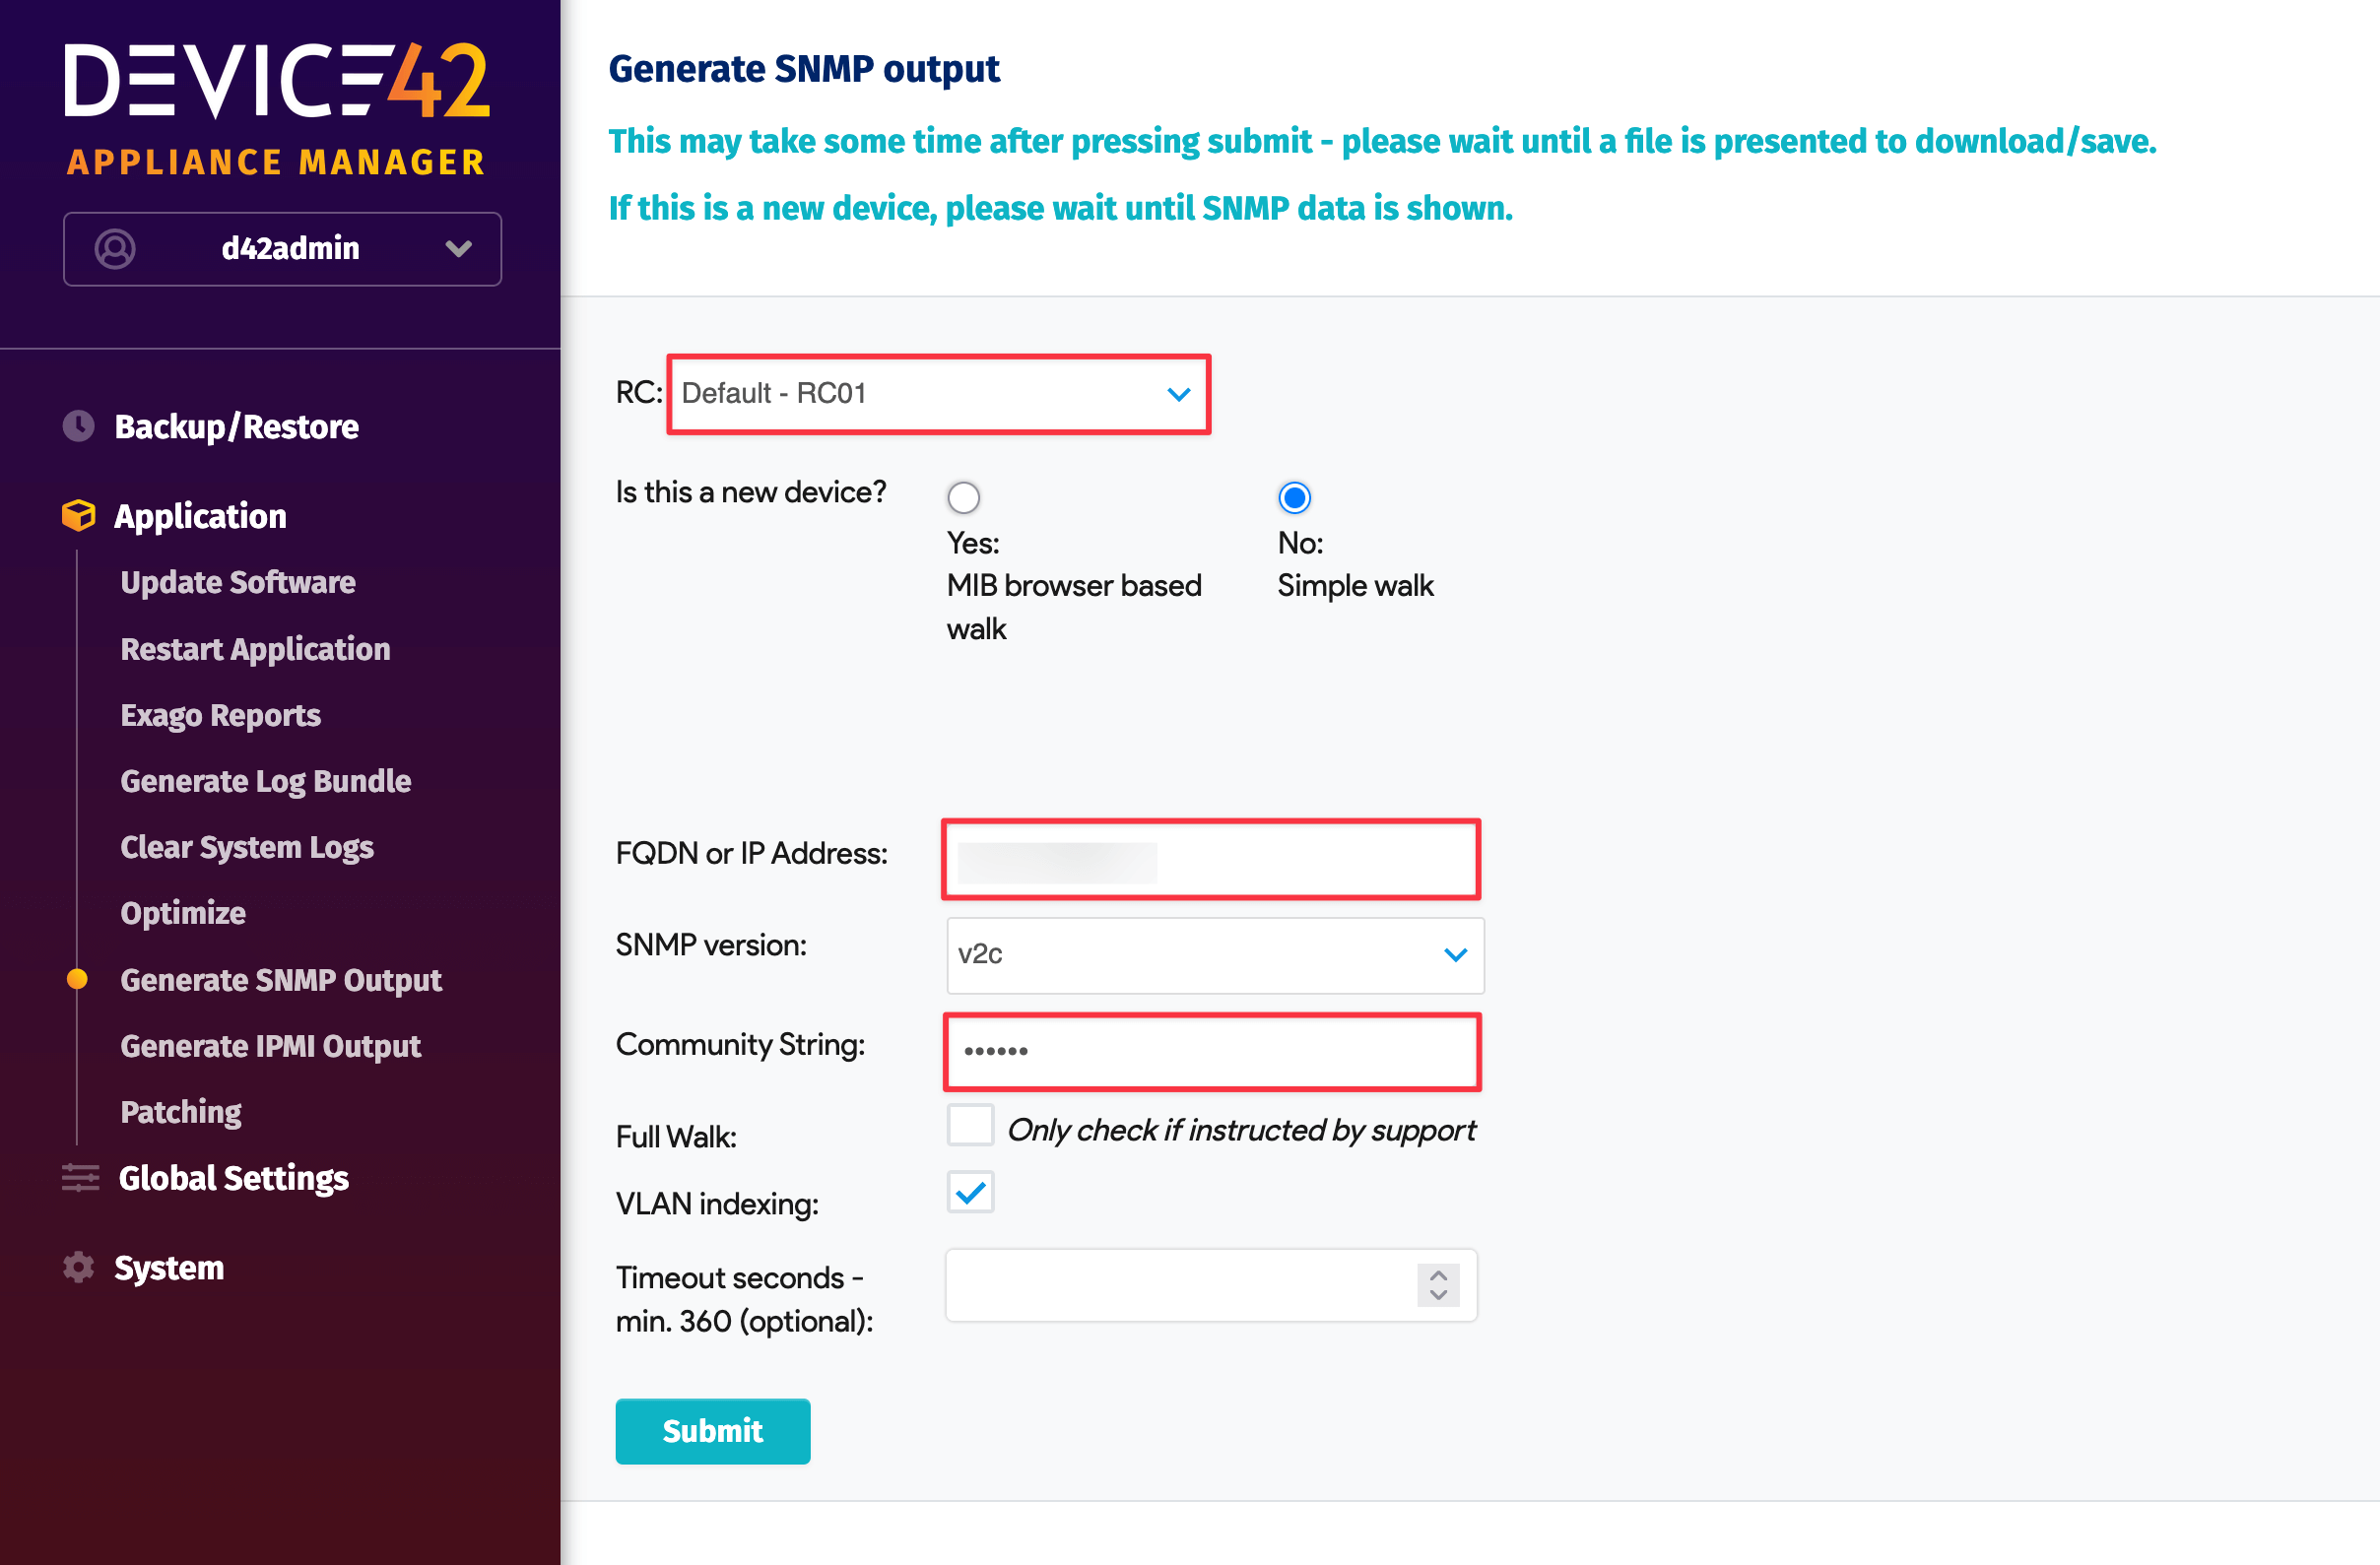 DEVICE42
APPLIANCE MANAGER
d42admin
Backup/Restore
Application
Update Software
Restart Application
Exago Reports
Generate Log Bundle
Clear System Logs
Optimize
Generate SNMP Output
Generate IPMI Output
Patching
Global Settings
System
Generate SNMP output
This may take some time after pressing submit - please wait until a file is presented to download/save.
If this is a new device, please wait until SNMP data is shown.
RC: Default - RC01
Is this a new device?
Yes:
MIB browser based
walk
No:
Simple walk
FQDN or IP Address:
SNMP version: v2c
Community String: ••••••
Full Walk: Only check if instructed by support
VLAN indexing:
Timeout seconds -
min. 360 (optional):
Submit